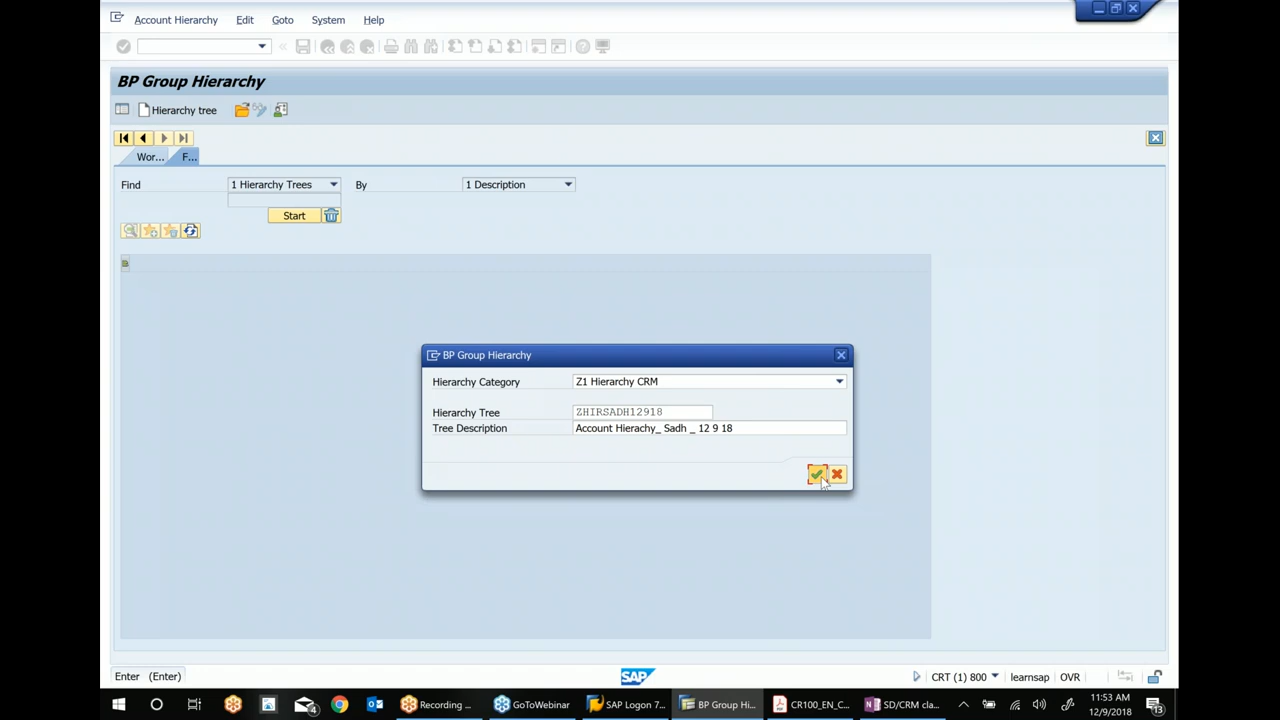 Account Hierarchy Edit Goto System Help
BP Group Hierarchy
Hierarchy tree
Wor... F...
Find 1 Hierarchy Trees By 1 Description
Start
BP Group Hierarchy
Hierarchy Category Z1 Hierarchy CRM
Hierarchy Tree ZHIRSADH12918
Tree Description Account Hierachy_ Sadh _ 12 9 18
Enter (Enter) SAP CRT (1) 800 learnsap OVR
Recording ... GoToWebinar SAP Logon 7... BP Group Hi... CR100_EN_C... SD/CRM cla... 11:53 AM
12/9/2018